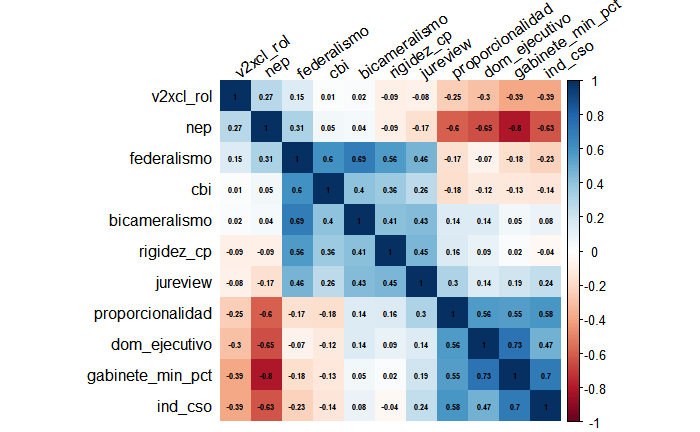 v2xcl_rol nep federalismo cbi bicameralismo rigidez_cp jureview proporcionalidad dom_ejecutivo gabinete_min_pct ind_cso
v2xcl_rol 1 0.27 0.15 0.01 0.02 -0.09 -0.08 -0.25 -0.3 -0.39 -0.39
nep 0.27 1 0.31 0.05 0.04 -0.09 -0.17 -0.6 -0.65 -0.8 -0.63
federalismo 0.15 0.31 1 0.6 0.69 0.56 0.46 -0.17 -0.07 -0.18 -0.23
cbi 0.01 0.05 0.6 1 0.4 0.36 0.26 -0.18 -0.12 -0.13 -0.14
bicameralismo 0.02 0.04 0.69 0.4 1 0.41 0.43 0.14 0.14 0.05 0.08
rigidez_cp -0.09 -0.09 0.56 0.36 0.41 1 0.45 0.16 0.09 0.02 -0.04
jureview -0.08 -0.17 0.46 0.26 0.43 0.45 1 0.3 0.14 0.19 0.24
proporcionalidad -0.25 -0.6 -0.17 -0.18 0.14 0.16 0.3 1 0.56 0.55 0.58
dom_ejecutivo -0.3 -0.65 -0.07 -0.12 0.14 0.09 0.14 0.56 1 0.73 0.47
gabinete_min_pct -0.39 -0.8 -0.18 -0.13 0.05 0.02 0.19 0.55 0.73 1 0.7
ind_cso -0.39 -0.63 -0.23 -0.14 0.08 -0.04 0.24 0.58 0.47 0.7 1
1
0.8
0.6
0.4
0.2
0
-0.2
-0.4
-0.6
-0.8
-1